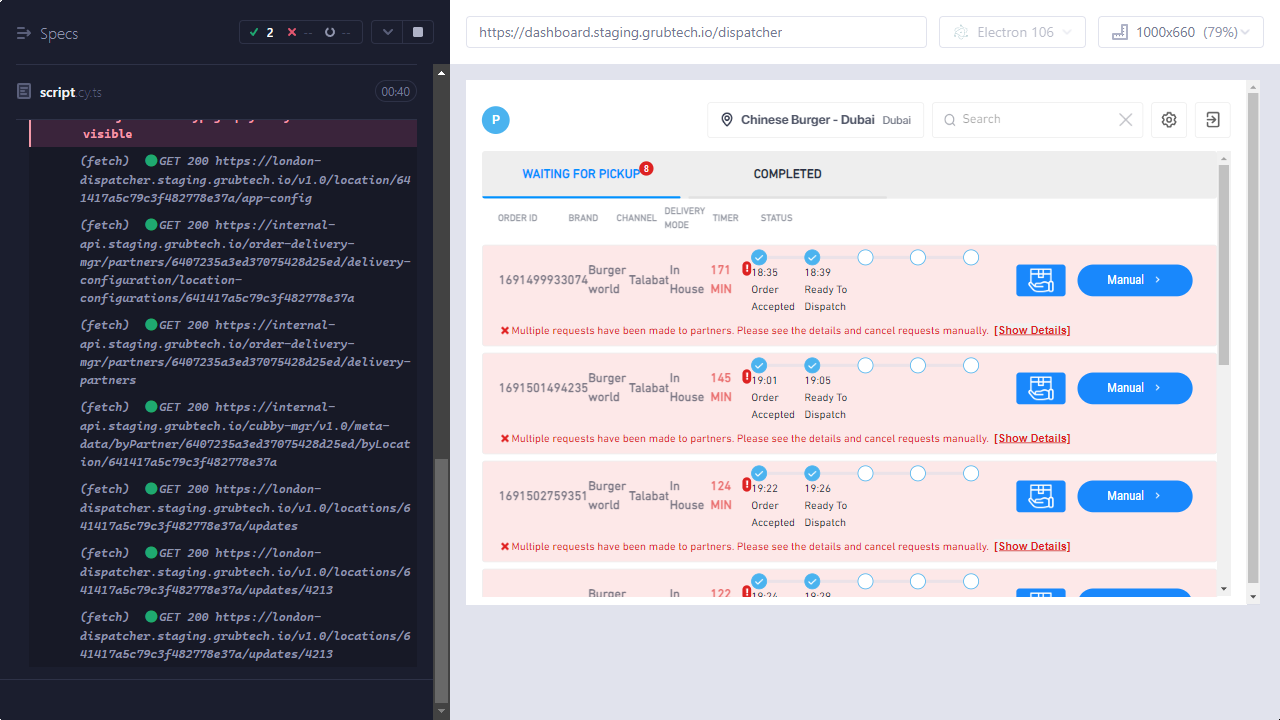 Specs
2
--
--
script.cy.ts
00:40
visible
(fetch) GET 200 https://london-
dispatcher.staging.grubtech.io/v1.0/location/64
1417a5c79c3f482778e37a/app-config
(fetch) GET 200 https://internal-
api.staging.grubtech.io/order-delivery-
mgr/partners/6407235a3ed37075428d25ed/delivery-
configuration/location-
configurations/641417a5c79c3f482778e37a
(fetch) GET 200 https://internal-
api.staging.grubtech.io/order-delivery-
mgr/partners/6407235a3ed37075428d25ed/delivery-
partners
(fetch) GET 200 https://internal-
api.staging.grubtech.io/cubby-mgr/v1.0/meta-
data/byPartner/6407235a3ed37075428d25ed/byLocat
ion/641417a5c79c3f482778e37a
(fetch) GET 200 https://london-
dispatcher.staging.grubtech.io/v1.0/locations/6
41417a5c79c3f482778e37a/updates
(fetch) GET 200 https://london-
dispatcher.staging.grubtech.io/v1.0/locations/6
41417a5c79c3f482778e37a/updates/4213
(fetch) GET 200 https://london-
dispatcher.staging.grubtech.io/v1.0/locations/6
41417a5c79c3f482778e37a/updates/4213
https://dashboard.staging.grubtech.io/dispatcher
Electron 106
1000x660 (79%)
P
Chinese Burger - Dubai Dubai
Search
WAITING FOR PICKUP 8
COMPLETED
ORDER ID BRAND CHANNEL DELIVERY MODE TIMER STATUS
1691499933074 Burger world Talabat In House 171 MIN
18:35 Order Accepted
18:39 Ready To Dispatch
Manual
Multiple requests have been made to partners. Please see the details and cancel requests manually. [Show Details]
1691501494235 Burger world Talabat In House 145 MIN
19:01 Order Accepted
19:05 Ready To Dispatch
Manual
Multiple requests have been made to partners. Please see the details and cancel requests manually. [Show Details]
1691502759351 Burger world Talabat In House 124 MIN
19:22 Order Accepted
19:26 Ready To Dispatch
Manual
Multiple requests have been made to partners. Please see the details and cancel requests manually. [Show Details]
Burger In 122